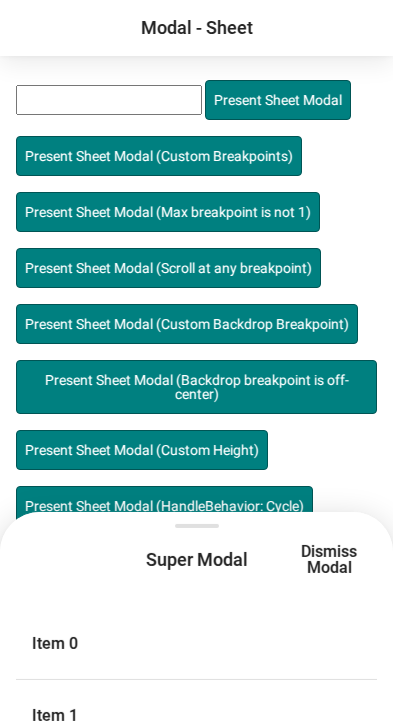 Modal - Sheet
Present Sheet Modal
Present Sheet Modal (Custom Breakpoints)
Present Sheet Modal (Max breakpoint is not 1)
Present Sheet Modal (Scroll at any breakpoint)
Present Sheet Modal (Custom Backdrop Breakpoint)
Present Sheet Modal (Backdrop breakpoint is off-
center)
Present Sheet Modal (Custom Height)
Present Sheet Modal (HandleBehavior: Cycle)
Super Modal
Dismiss
Modal
Item 0
Item 1